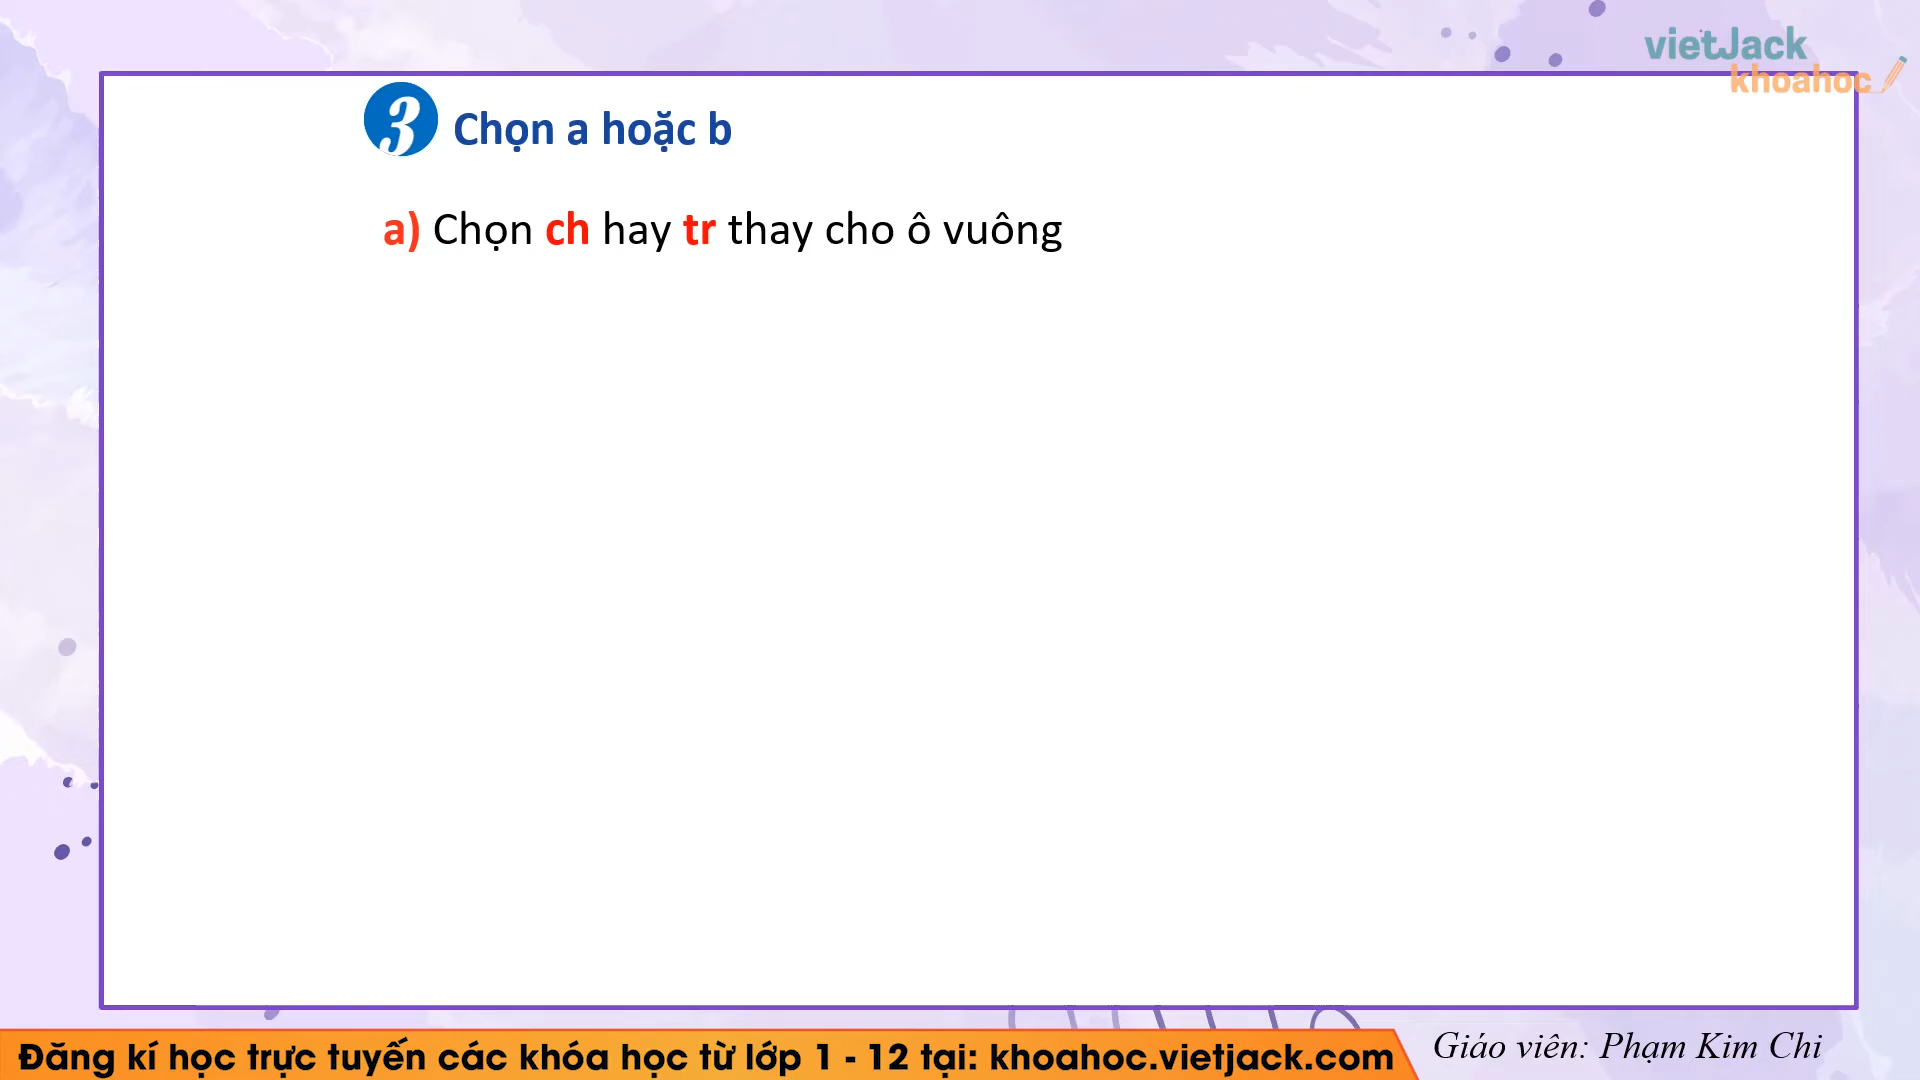 vietJack
khoahoc
3 Chọn a hoặc b
a) Chọn ch hay tr thay cho ô vuông
Đăng kí học trực tuyến các khóa học từ lớp 1 - 12 tại: khoahoc.vietjack.com
Giáo viên: Phạm Kim Chi